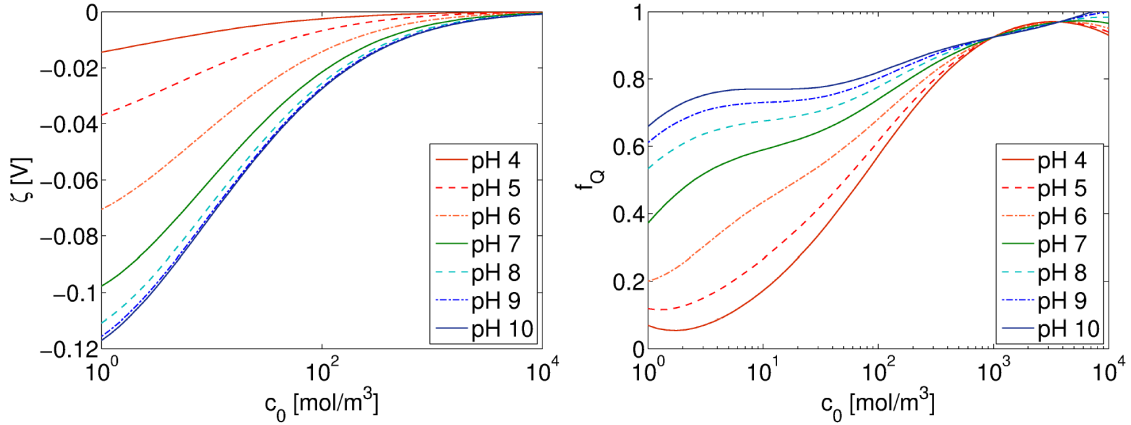 0
−0.02
−0.04
−0.06
−0.08
−0.1
−0.12
ζ [V]
10^0
10^2
10^4
c_0 [mol/m^3]
pH 4
pH 5
pH 6
pH 7
pH 8
pH 9
pH 10
1
0.8
0.6
0.4
0.2
0
f_Q
10^0
10^1
10^2
10^3
10^4
c_0 [mol/m^3]
pH 4
pH 5
pH 6
pH 7
pH 8
pH 9
pH 10